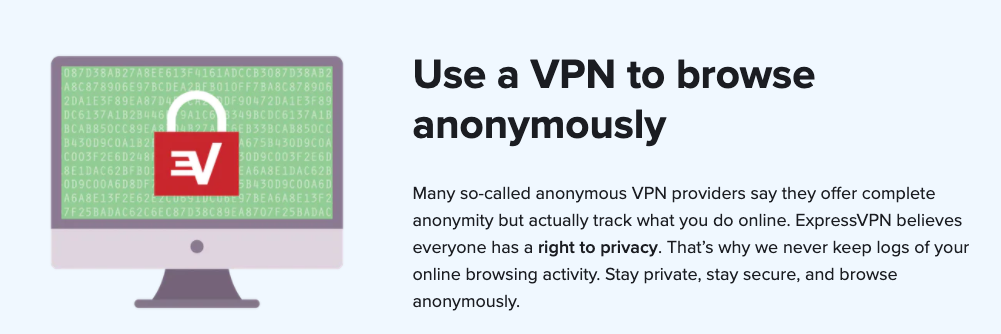 Use a VPN to browse
anonymously
Many so-called anonymous VPN providers say they offer complete
anonymity but actually track what you do online. ExpressVPN believes
everyone has a right to privacy. That’s why we never keep logs of your
online browsing activity. Stay private, stay secure, and browse
anonymously.